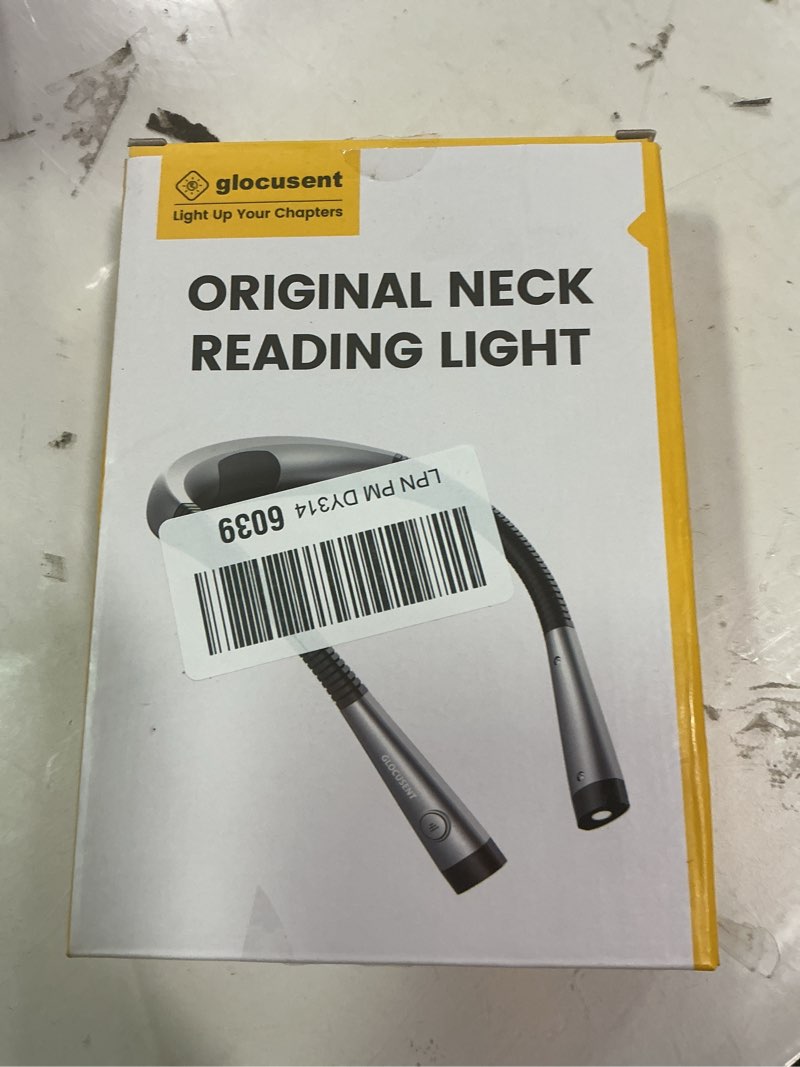 glocusent
Light Up Your Chapters
ORIGINAL NECK
READING LIGHT
LPN PM DY314 6039
GLOCUSENT